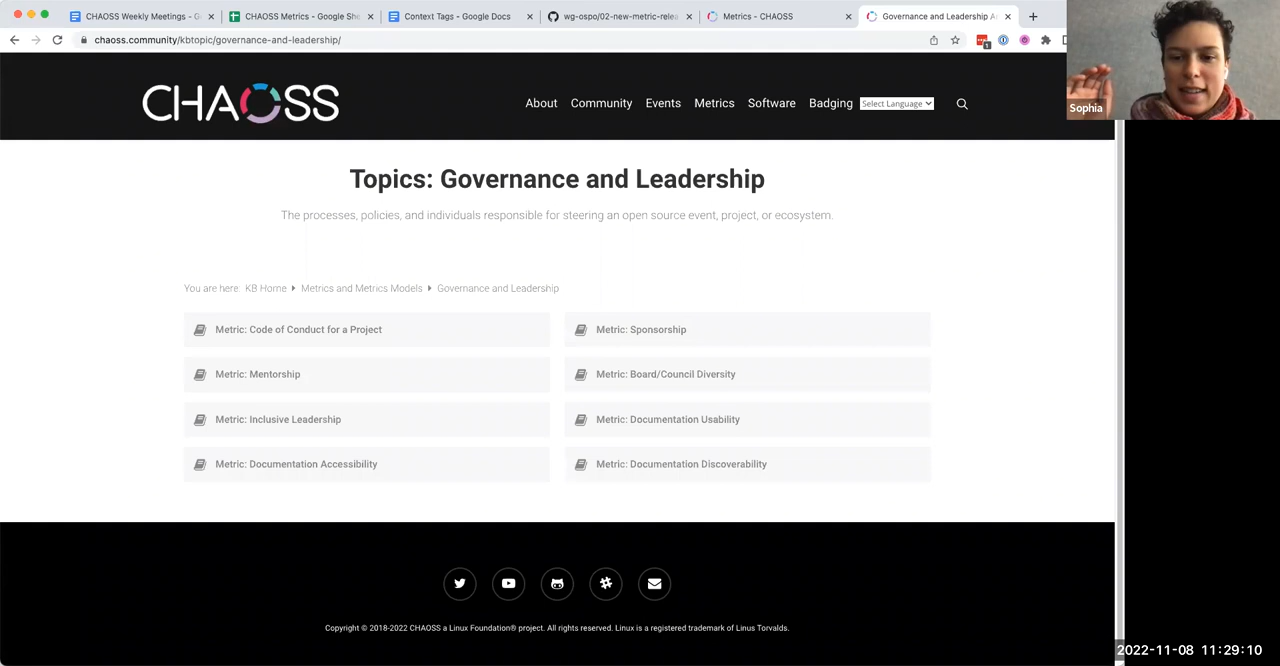 CHAOSS Weekly Meetings - G
CHAOSS Metrics - Google She
Context Tags - Google Docs
wg-ospo/02-new-metric-relea
Metrics - CHAOSS
Governance and Leadership A
chaoss.community/kbtopic/governance-and-leadership/
1
Sophia
CHAOSS
About Community Events Metrics Software Badging Select Language
Topics: Governance and Leadership
The processes, policies, and individuals responsible for steering an open source event, project, or ecosystem.
You are here: KB Home Metrics and Metrics Models Governance and Leadership
Metric: Code of Conduct for a Project
Metric: Sponsorship
Metric: Mentorship
Metric: Board/Council Diversity
Metric: Inclusive Leadership
Metric: Documentation Usability
Metric: Documentation Accessibility
Metric: Documentation Discoverability
Copyright © 2018-2022 CHAOSS a Linux Foundation® project. All rights reserved. Linux is a registered trademark of Linus Torvalds.
2022-11-08 11:29:10